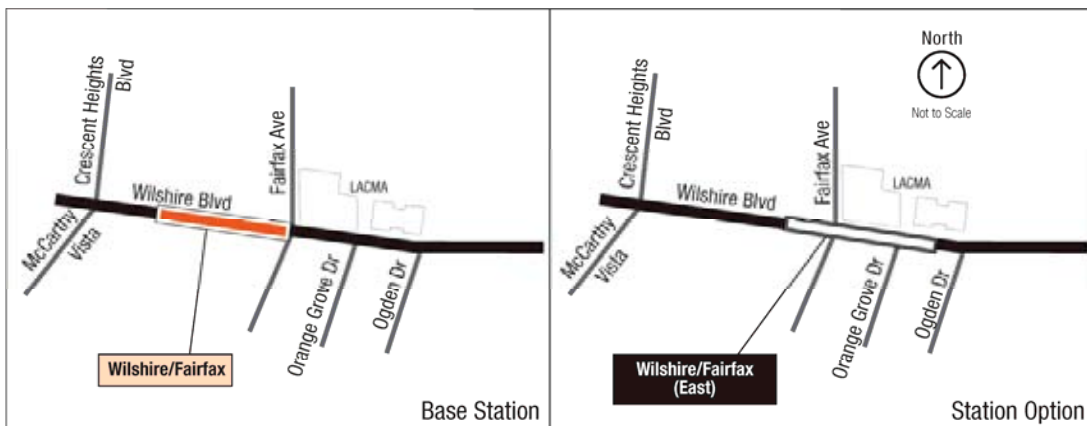 Crescent Heights
Blvd
Fairfax Ave
Wilshire Blvd
LACMA
McCarthy
Vista
Orange Grove Dr
Ogden Dr
Wilshire/Fairfax
Base Station
North
Not to Scale
Crescent Heights
Blvd
Fairfax Ave
Wilshire Blvd
LACMA
McCarthy
Vista
Orange Grove Dr
Ogden Dr
Wilshire/Fairfax
(East)
Station Option